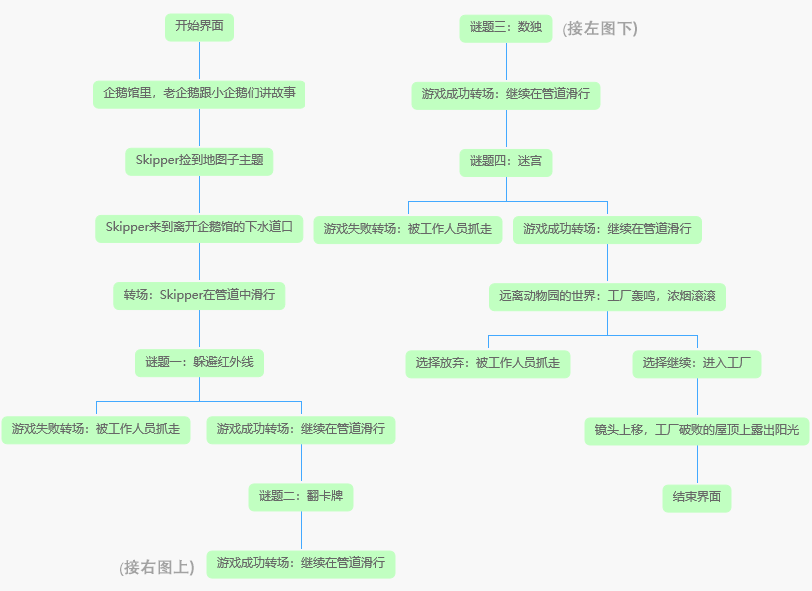 开始界面
企鹅馆里，老企鹅跟小企鹅们讲故事
Skipper捡到地图子主题
Skipper来到离开企鹅馆的下水道口
转场：Skipper在管道中滑行
谜题一：躲避红外线
游戏失败转场：被工作人员抓走
游戏成功转场：继续在管道滑行
谜题二：翻卡牌
(接右图上)
游戏成功转场：继续在管道滑行
谜题三：数独
(接左图下)
游戏成功转场：继续在管道滑行
谜题四：迷宫
游戏失败转场：被工作人员抓走
游戏成功转场：继续在管道滑行
远离动物园的世界：工厂轰鸣，浓烟滚滚
选择放弃：被工作人员抓走
选择继续：进入工厂
镜头上移，工厂破败的屋顶上露出阳光
结束界面